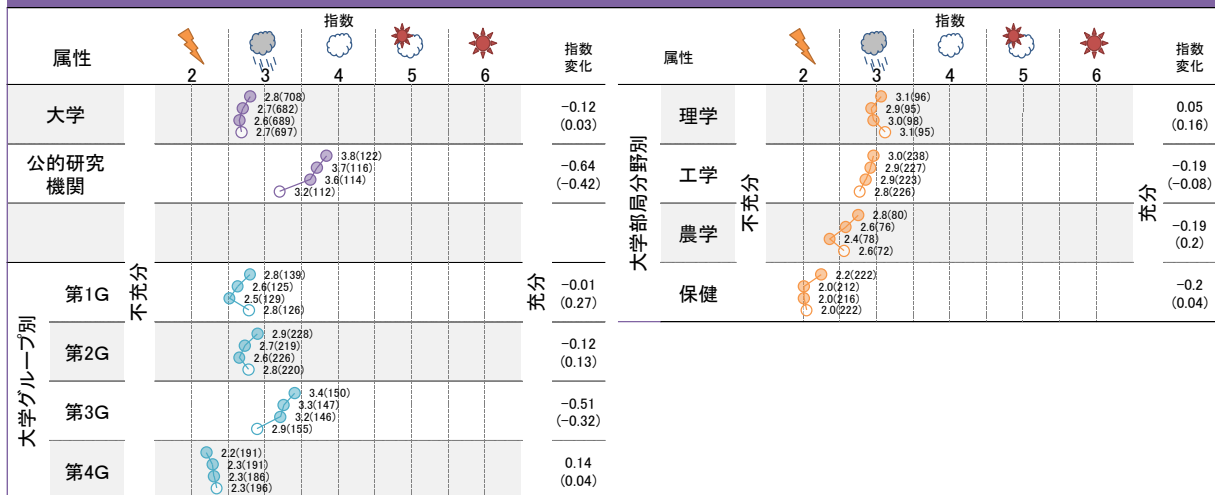 指数
属性
2 3 4 5 6
指数
変化
大学
2.8(708)
2.7(682)
2.6(689)
2.7(697)
-0.12
(0.03)
公的研究
機関
3.8(122)
3.7(116)
3.6(114)
3.2(112)
-0.64
(-0.42)
不充分
充分
大学グループ別
第1G
2.8(139)
2.6(125)
2.5(129)
2.8(126)
-0.01
(0.27)
第2G
2.9(228)
2.7(219)
2.6(226)
2.8(220)
-0.12
(0.13)
第3G
3.4(150)
3.3(147)
3.2(146)
2.9(155)
-0.51
(-0.32)
第4G
2.2(191)
2.3(191)
2.3(186)
2.3(196)
0.14
(0.04)
指数
属性
2 3 4 5 6
指数
変化
大学部局分野別
不充分
充分
理学
3.1(96)
2.9(95)
3.0(98)
3.1(95)
0.05
(0.16)
工学
3.0(238)
2.9(227)
2.9(223)
2.8(226)
-0.19
(-0.08)
農学
2.8(80)
2.6(76)
2.4(78)
2.6(72)
-0.19
(0.2)
保健
2.2(222)
2.0(212)
2.0(216)
2.0(222)
-0.2
(0.04)